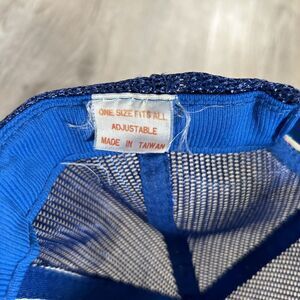 ONE SIZE FITS ALL
ADJUSTABLE
MADE IN TAIWAN